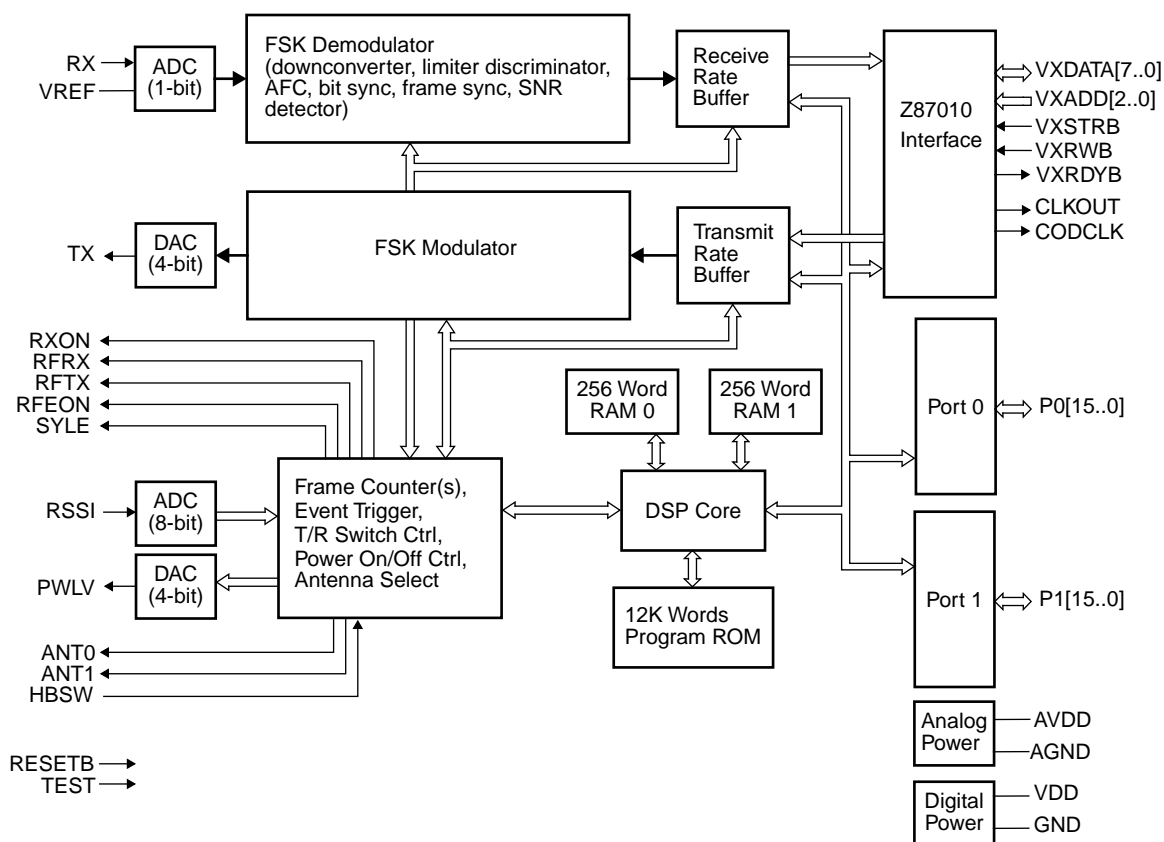 RX
VREF
ADC
(1-bit)
FSK Demodulator
(downconverter, limiter discriminator,
AFC, bit sync, frame sync, SNR
detector)
Receive
Rate
Buffer
Z87010
Interface
VXDATA[7..0]
VXADD[2..0]
VXSTRB
VXRWB
VXRDYB
CLKOUT
CODCLK
TX
DAC
(4-bit)
FSK Modulator
Transmit
Rate
Buffer
RXON
RFRX
RFTX
RFEON
SYLE
256 Word
RAM 0
256 Word
RAM 1
Port 0
P0[15..0]
RSSI
ADC
(8-bit)
Frame Counter(s),
Event Trigger,
T/R Switch Ctrl,
Power On/Off Ctrl,
Antenna Select
DSP Core
PWLV
DAC
(4-bit)
12K Words
Program ROM
Port 1
P1[15..0]
ANT0
ANT1
HBSW
Analog
Power
AVDD
AGND
RESETB
TEST
Digital
Power
VDD
GND